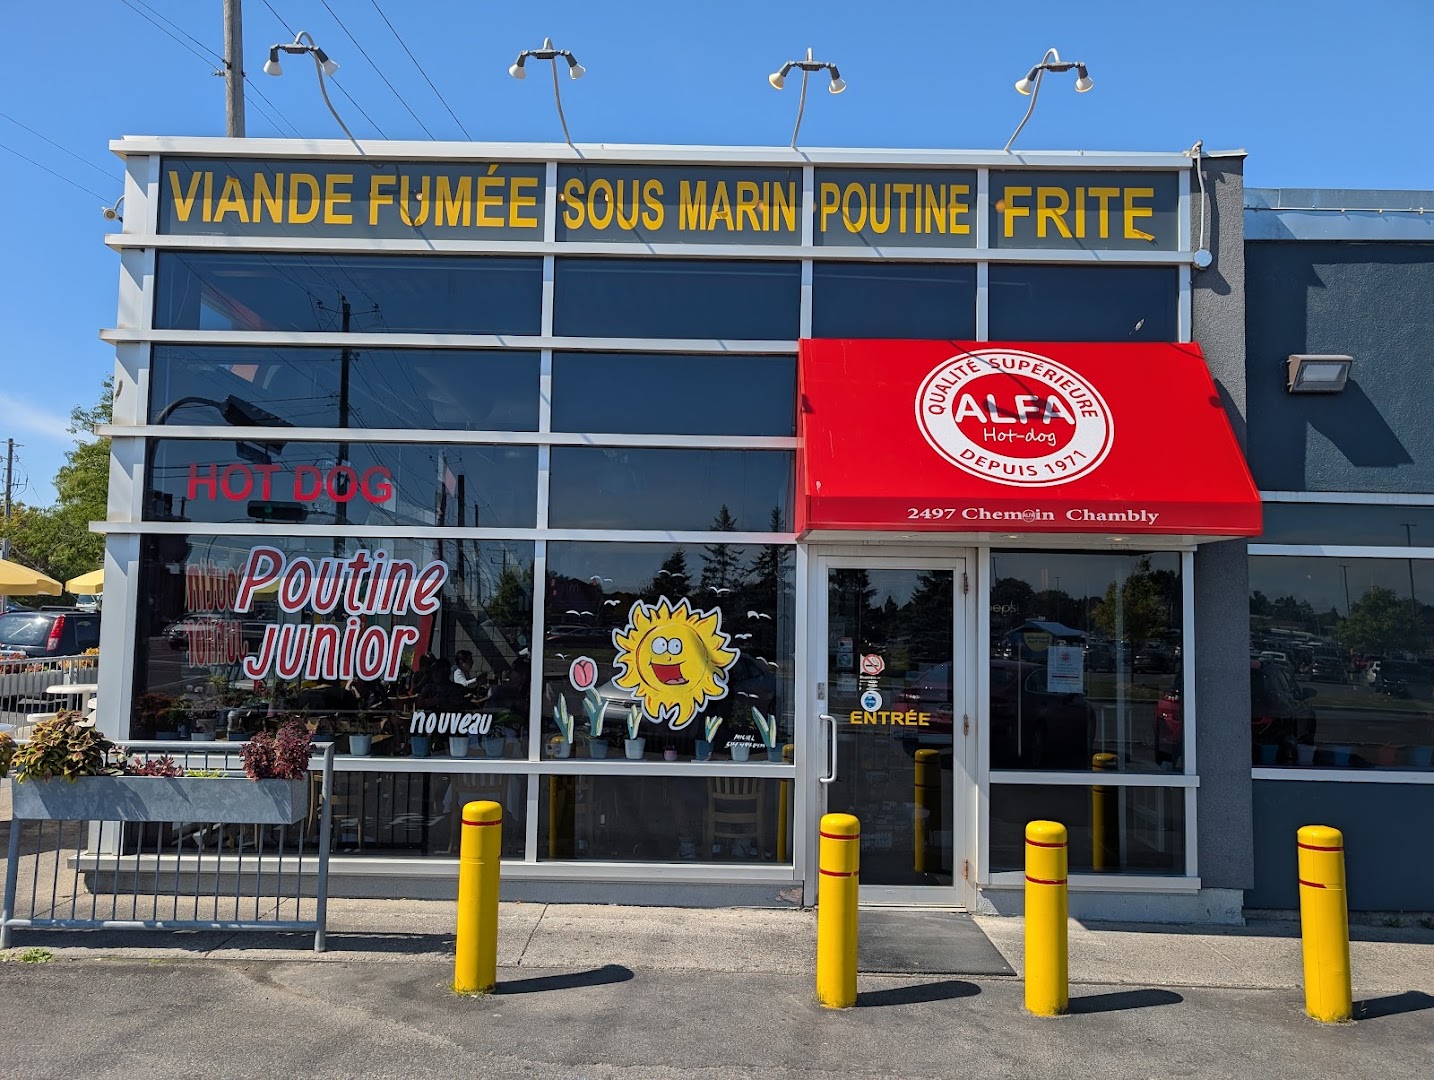 VIANDE FUMÉE SOUS MARIN POUTINE FRITE
QUALITÉ SUPÉRIEURE
ALFA
Hot-dog
DEPUIS 1971
2497 Chemin Chambly
HOT DOG
Poutine
Junior
nouveau
ENTRÉE
pepsi